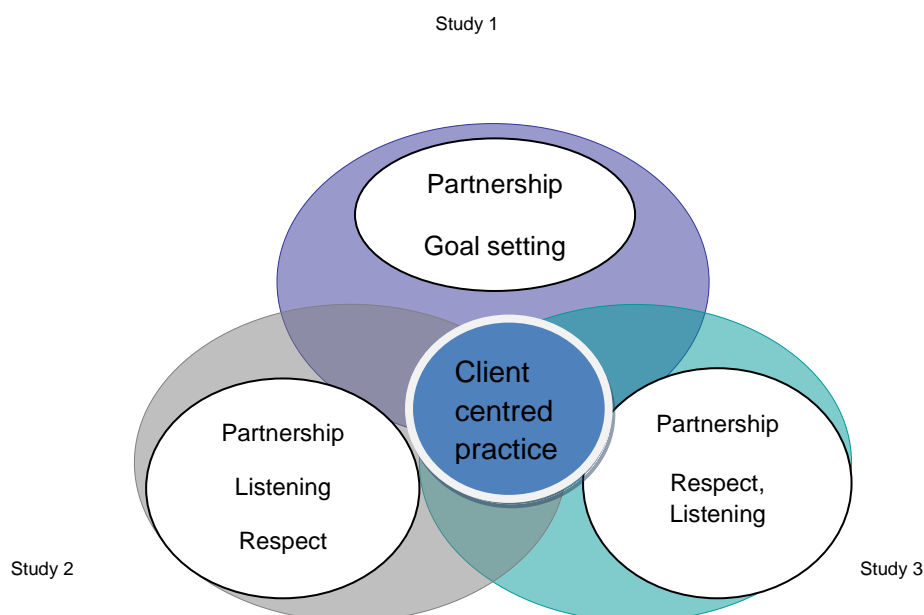 Study 1
Partnership
Goal setting
Client
centred
practice
Partnership
Listening
Respect
Partnership
Respect,
Listening
Study 2
Study 3